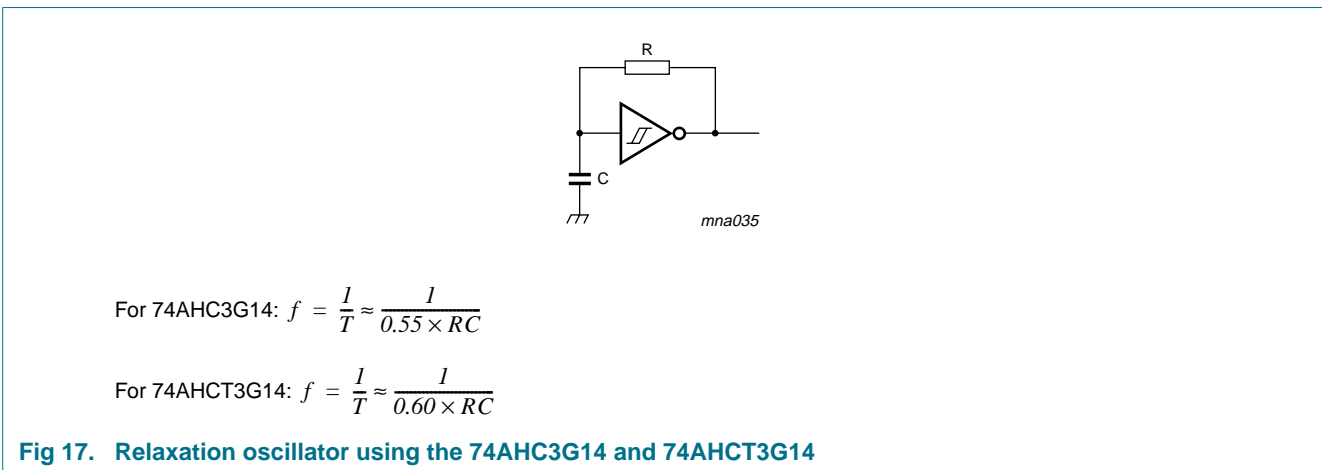 R
C
mna035
For 74AHC3G14: f = 1/T ≈ 1/(0.55 × RC)
For 74AHCT3G14: f = 1/T ≈ 1/(0.60 × RC)
Fig 17. Relaxation oscillator using the 74AHC3G14 and 74AHCT3G14